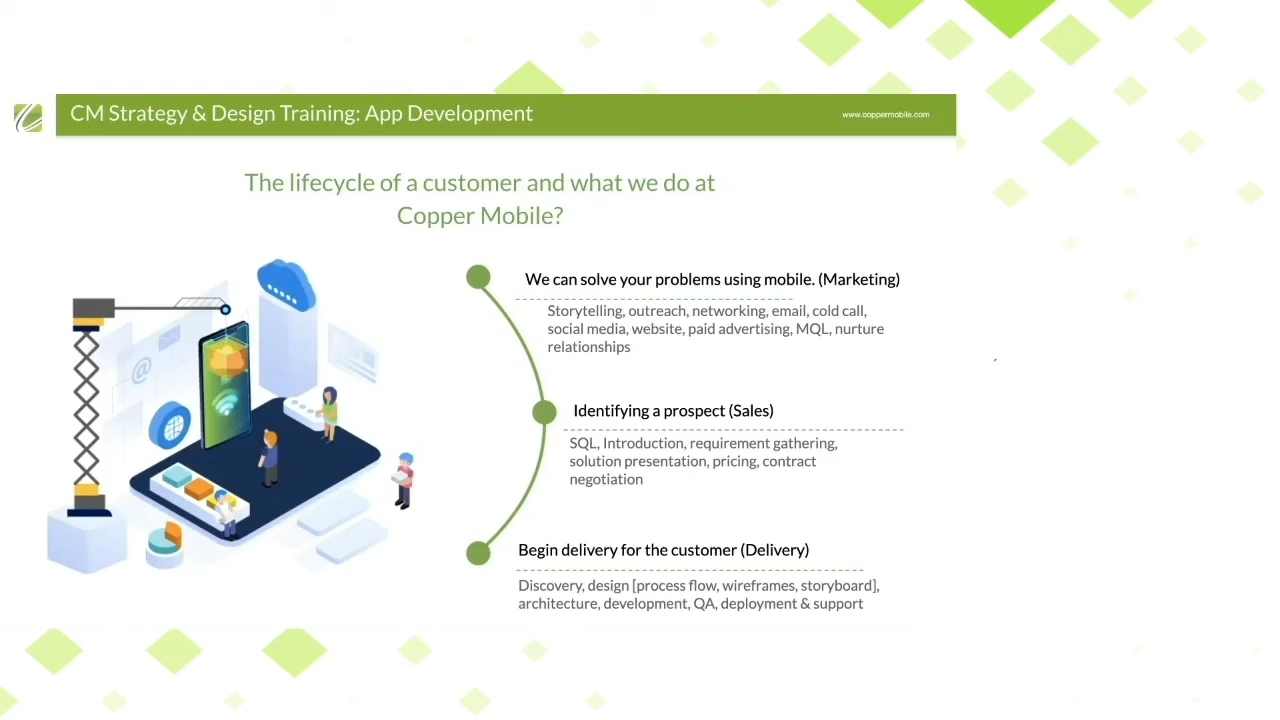 CM Strategy & Design Training: App Development
www.coppermobile.com
The lifecycle of a customer and what we do at
Copper Mobile?
We can solve your problems using mobile. (Marketing)
Storytelling, outreach, networking, email, cold call,
social media, website, paid advertising, MQL, nurture
relationships
Identifying a prospect (Sales)
SQL, Introduction, requirement gathering,
solution presentation, pricing, contract
negotiation
Begin delivery for the customer (Delivery)
Discovery, design [process flow, wireframes, storyboard],
architecture, development, QA, deployment & support